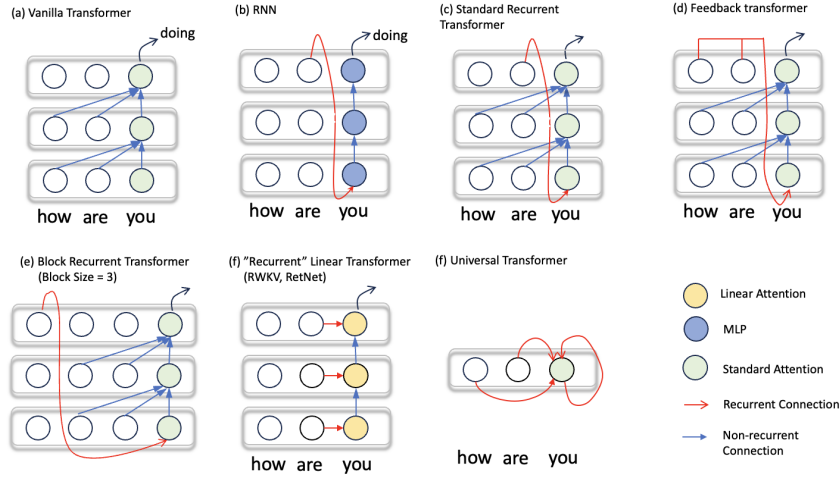 (a) Vanilla Transformer
doing
how are you
(b) RNN
doing
how are you
(c) Standard Recurrent
Transformer
how are you
(d) Feedback transformer
how are you
(e) Block Recurrent Transformer
(Block Size = 3)
(f) ”Recurrent” Linear Transformer
(RWKV, RetNet)
how are you
(f) Universal Transformer
how are you
Linear Attention
MLP
Standard Attention
Recurrent Connection
Non-recurrent
Connection